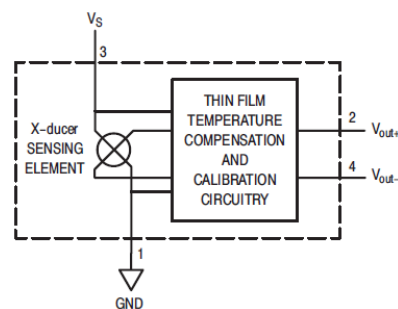 VS
3
X-ducer
SENSING
ELEMENT
THIN FILM
TEMPERATURE
COMPENSATION
AND
CALIBRATION
CIRCUITRY
2
Vout+
4
Vout-
1
GND